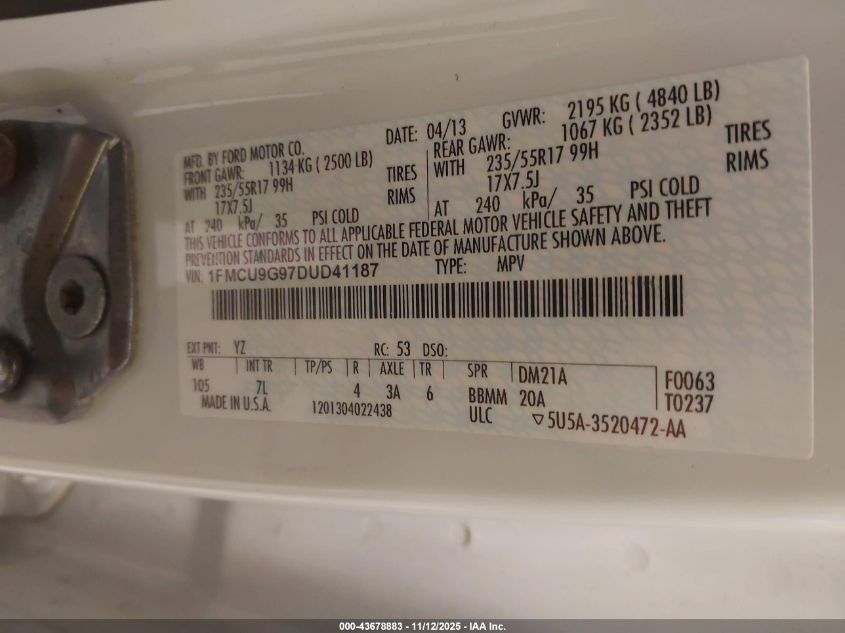 MFD. BY FORD MOTOR CO. DATE: 04/13 GVWR: 2195 KG ( 4840 LB)
FRONT GAWR: 1134 KG ( 2500 LB) REAR GAWR: 1067 KG ( 2352 LB)
WITH 235/55R17 99H TIRES WITH 235/55R17 99H TIRES
17X7.5J RIMS 17X7.5J RIMS
AT 240 kPa/ 35 PSI COLD AT 240 kPa/ 35 PSI COLD
THIS VEHICLE CONFORMS TO ALL APPLICABLE FEDERAL MOTOR VEHICLE SAFETY AND THEFT
PREVENTION STANDARDS IN EFFECT ON THE DATE OF MANUFACTURE SHOWN ABOVE.
VIN: 1FMCU9G97DUD41187 TYPE: MPV
EXT PNT: YZ RC: 53 DSO:
WB INT TR TP/PS R AXLE TR SPR DM21A F0063
105 7L 4 3A 6 BBMM 20A T0237
MADE IN U.S.A. 1201304022438 ULC ▽5U5A-3520472-AA
000-43678883 - 11/12/2025 - IAA Inc.